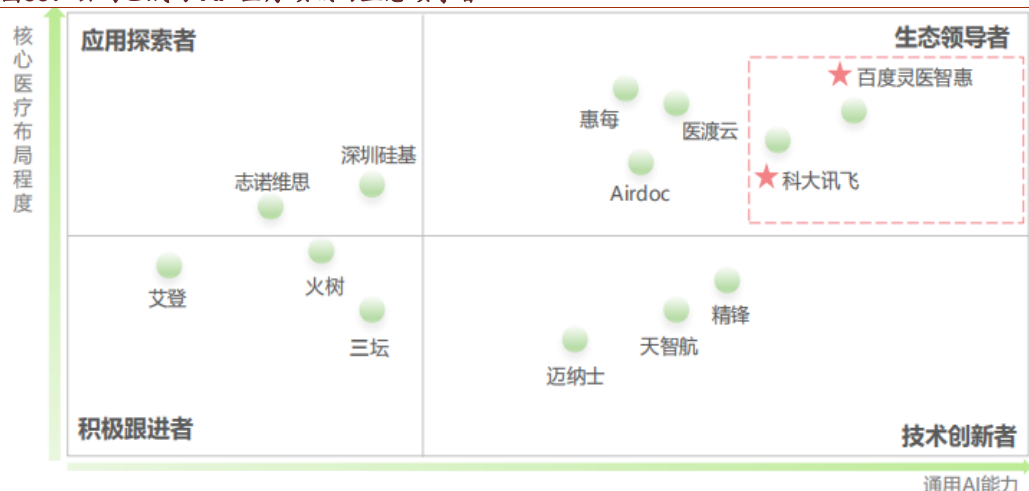 核心医疗布局程度
应用探索者
生态领导者
百度灵医智惠
惠每
医渡云
深圳硅基
志诺维思
Airdoc
科大讯飞
艾登
火树
三坛
精锋
天智航
迈纳士
积极跟进者
技术创新者
通用AI能力